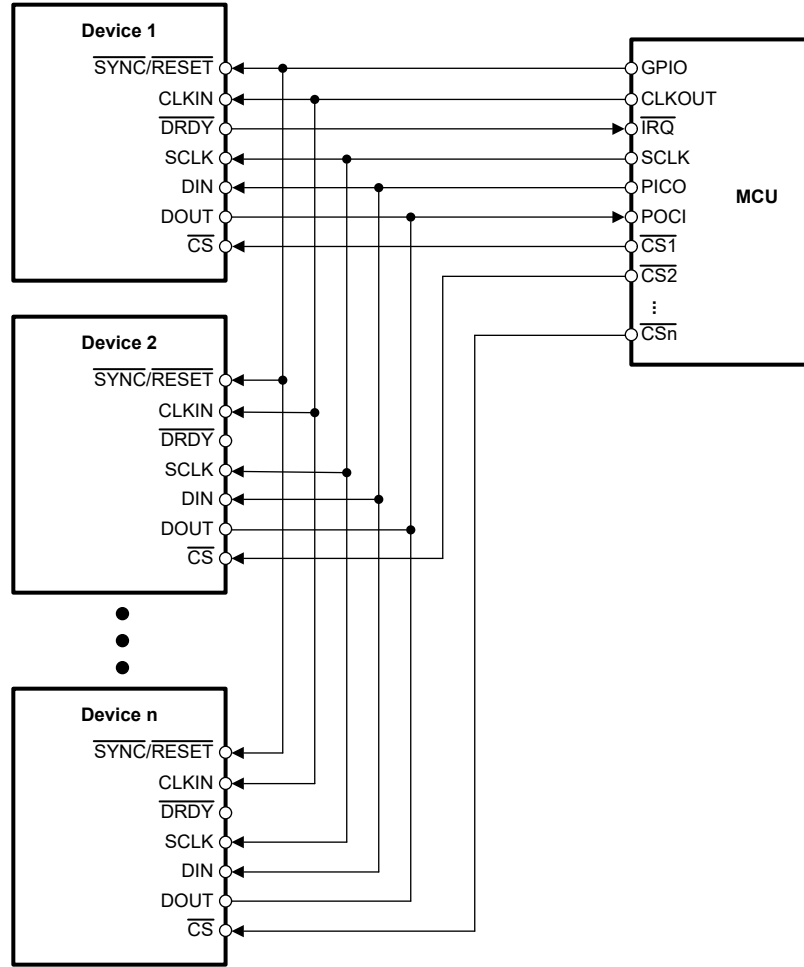 Device 1
SYNC/RESET
CLKIN
DRDY
SCLK
DIN
DOUT
CS
GPIO
CLKOUT
IRQ
SCLK
PICO
POCI
CS1
CS2
CSn
MCU
Device 2
SYNC/RESET
CLKIN
DRDY
SCLK
DIN
DOUT
CS
Device n
SYNC/RESET
CLKIN
DRDY
SCLK
DIN
DOUT
CS